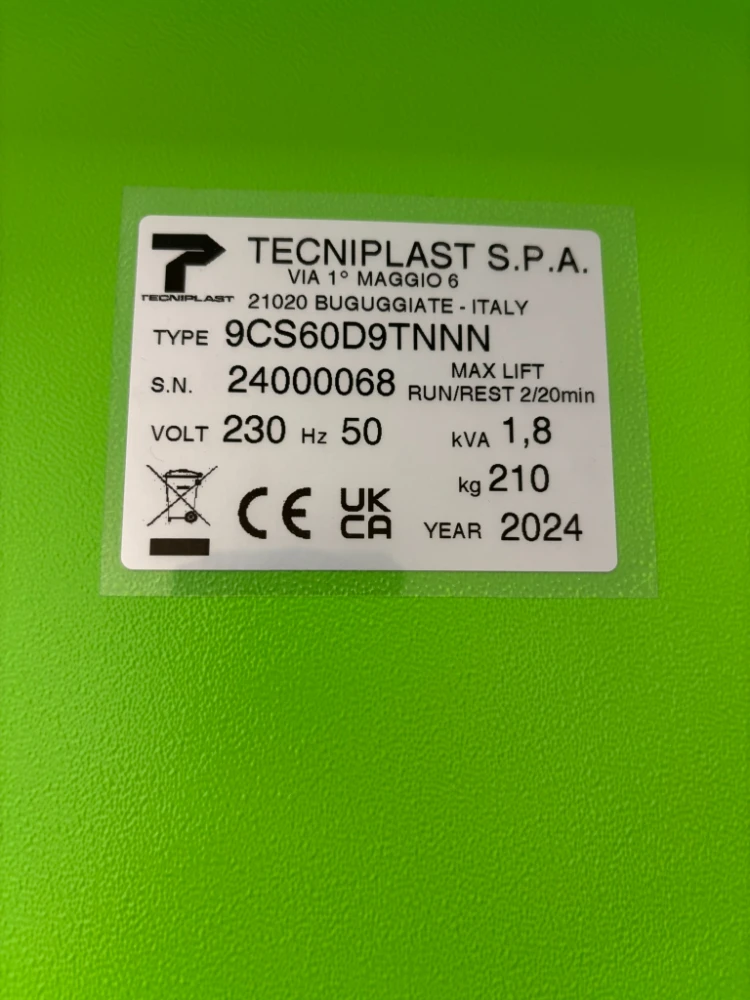 TECNIPLAST S.P.A.
VIA 1° MAGGIO 6
TECNIPLAST 21020 BUGUGGIATE - ITALY
TYPE 9CS60D9TNNN
S.N. 24000068 MAX LIFT
RUN/REST 2/20min
VOLT 230 Hz 50 kVA 1,8
kg 210
CE UK
CA YEAR 2024